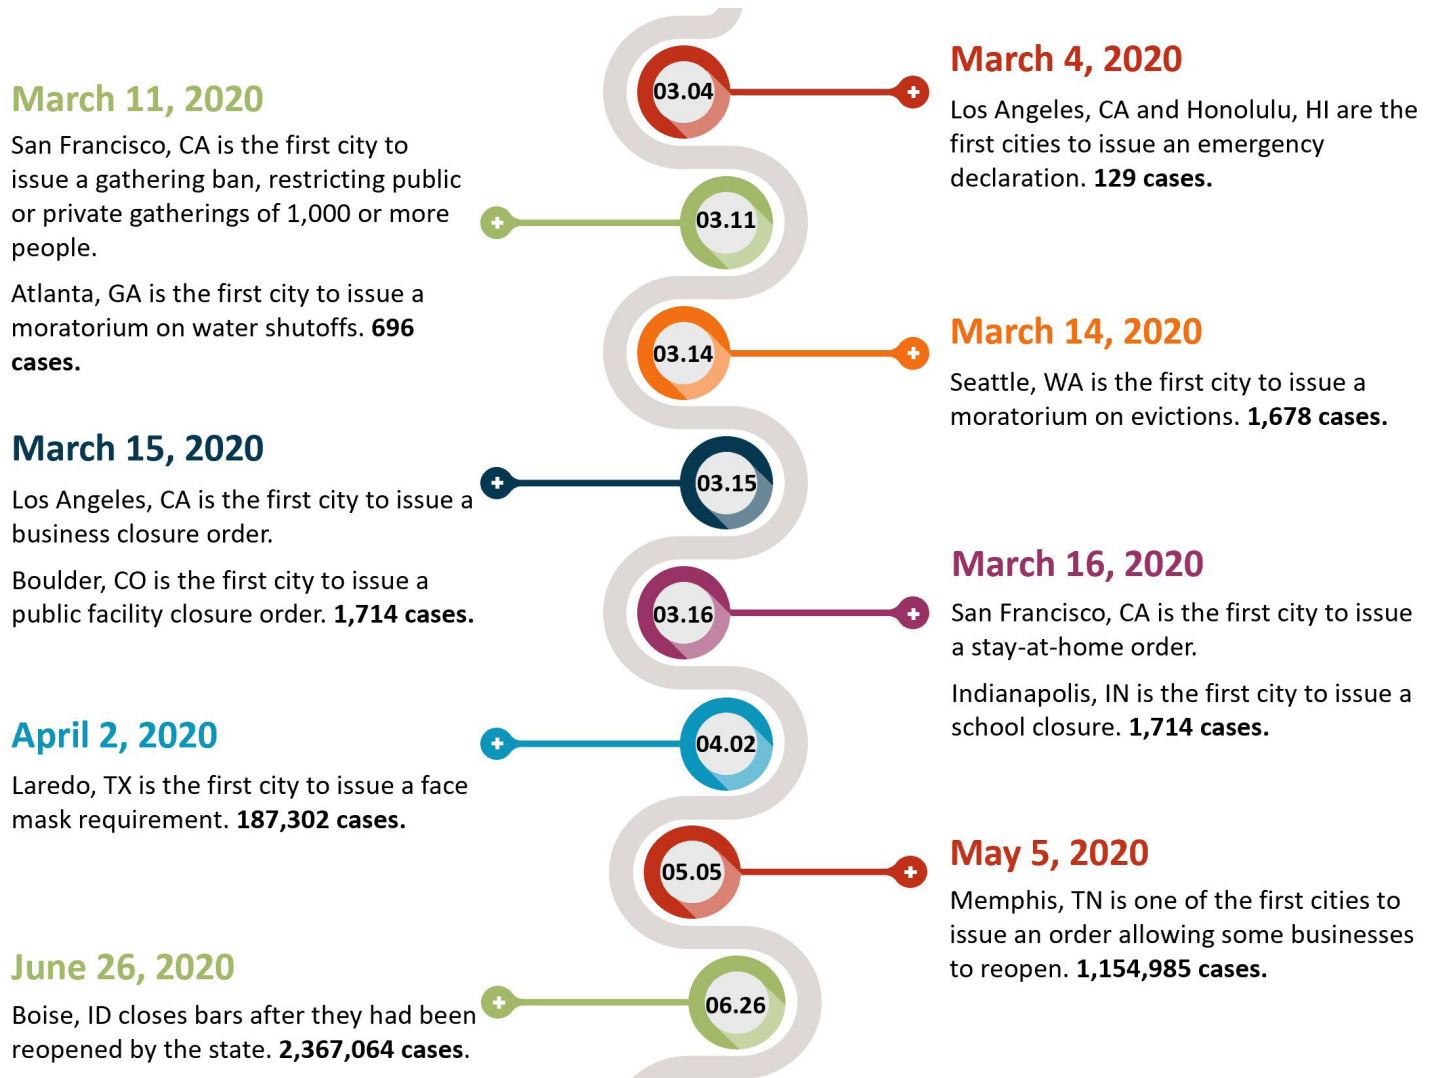 03.04
March 4, 2020
Los Angeles, CA and Honolulu, HI are the
first cities to issue an emergency
declaration. 129 cases.
March 11, 2020
San Francisco, CA is the first city to
issue a gathering ban, restricting public
or private gatherings of 1,000 or more
people.
Atlanta, GA is the first city to issue a
moratorium on water shutoffs. 696
cases.
03.11
03.14
March 14, 2020
Seattle, WA is the first city to issue a
moratorium on evictions. 1,678 cases.
March 15, 2020
Los Angeles, CA is the first city to issue a
business closure order.
Boulder, CO is the first city to issue a
public facility closure order. 1,714 cases.
03.15
03.16
March 16, 2020
San Francisco, CA is the first city to issue
a stay-at-home order.
Indianapolis, IN is the first city to issue a
school closure. 1,714 cases.
April 2, 2020
Laredo, TX is the first city to issue a face
mask requirement. 187,302 cases.
04.02
05.05
May 5, 2020
Memphis, TN is one of the first cities to
issue an order allowing some businesses
to reopen. 1,154,985 cases.
June 26, 2020
Boise, ID closes bars after they had been
reopened by the state. 2,367,064 cases.
06.26